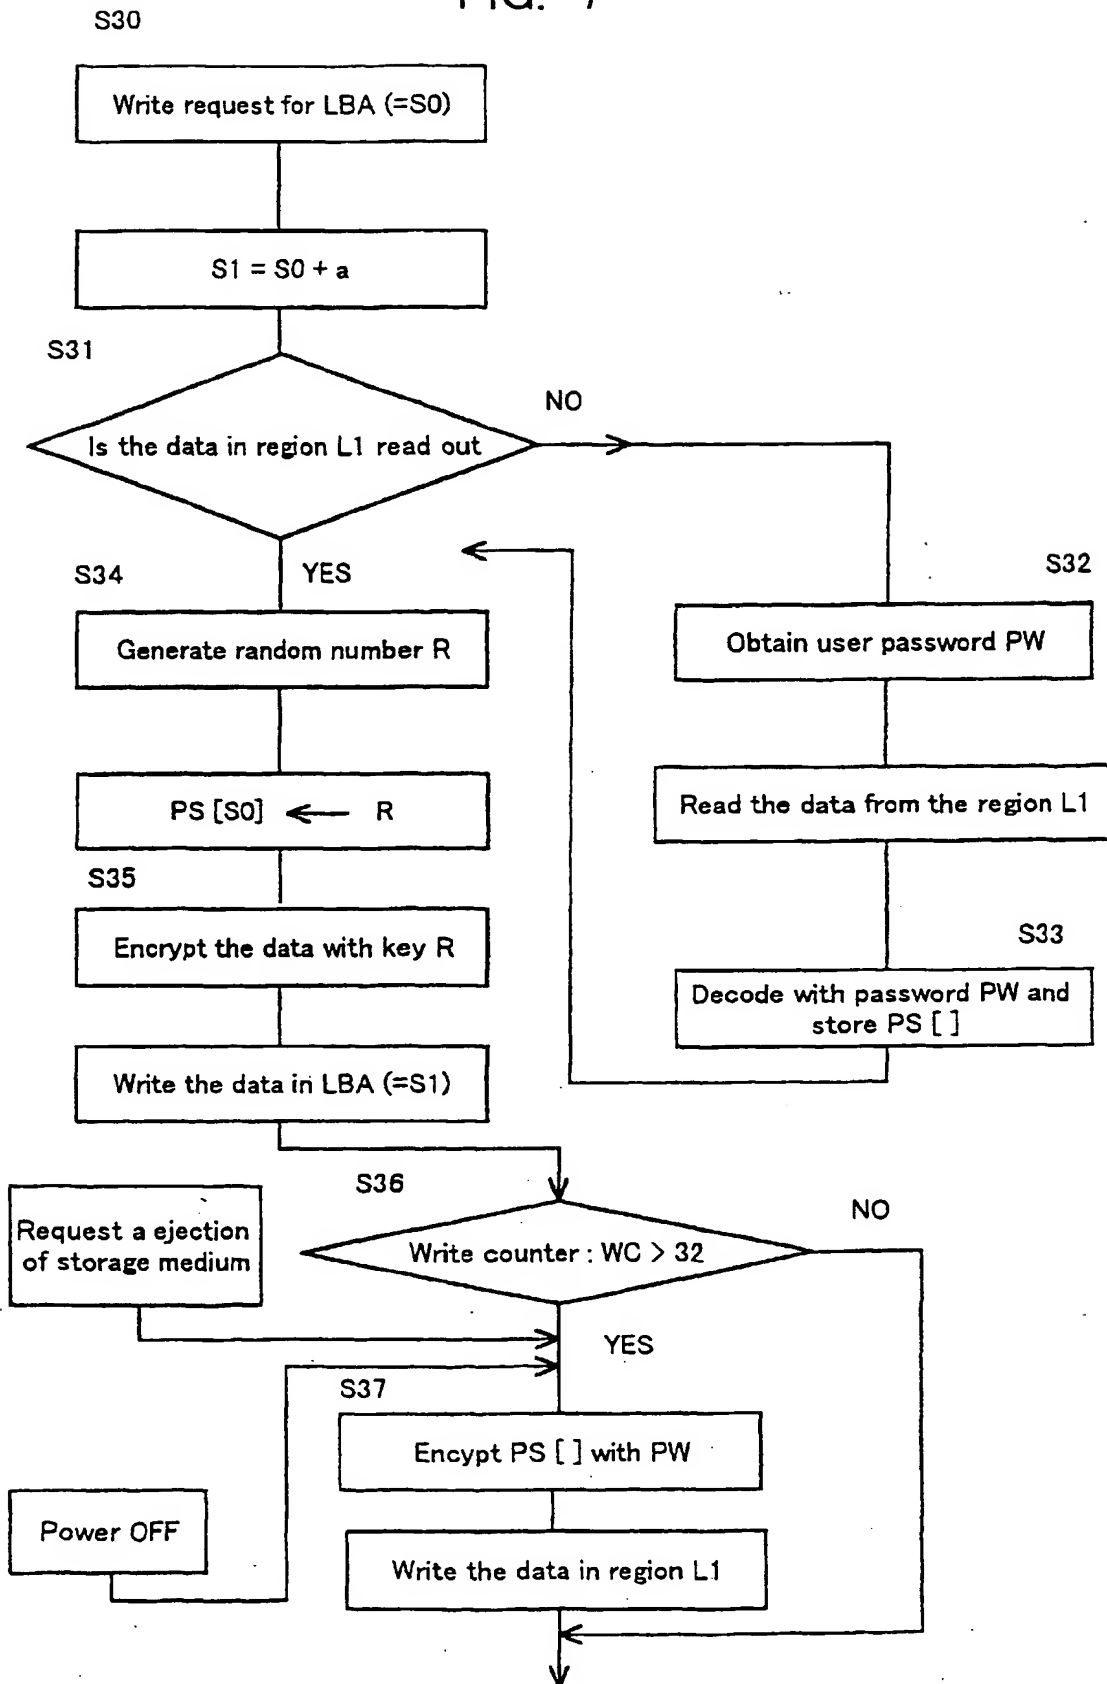 S30
Write request for LBA (=S0)
S1 = S0 + a
S31
NO
Is the data in region L1 read out
S34
YES
S32
Generate random number R
Obtain user password PW
PS [S0] ← R
Read the data from the region L1
S35
Encrypt the data with key R
S33
Decode with password PW and
store PS [ ]
Write the data in LBA (=S1)
S36
NO
Request a ejection
of storage medium
Write counter : WC > 32
YES
S37
Encypt PS [ ] with PW
Power OFF
Write the data in region L1